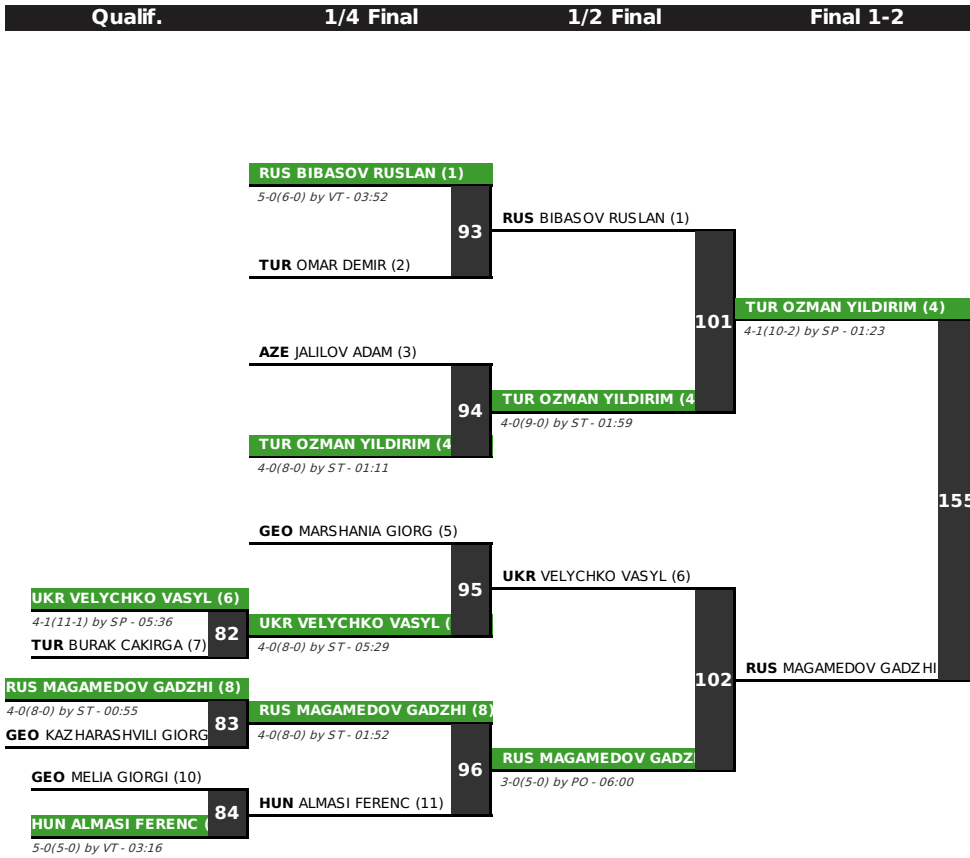 Qualif. 1/4 Final 1/2 Final Final 1-2
RUS BIBASOV RUSLAN (1)
5-0(6-0) by VT - 03:52
93
TUR OMAR DEMIR (2)
RUS BIBASOV RUSLAN (1)
101
AZE JALILOV ADAM (3)
94
TUR OZMAN YILDIRIM (4
4-0(8-0) by ST - 01:11
TUR OZMAN YILDIRIM (4
4-0(9-0) by ST - 01:59
TUR OZMAN YILDIRIM (4)
4-1(10-2) by SP - 01:23
155
GEO MARSHANIA GIORG (5)
95
UKR VELYCHKO VASYL (6)
UKR VELYCHKO VASYL (6)
4-1(11-1) by SP - 05:36
82
TUR BURAK CAKIRGA (7)
UKR VELYCHKO VASYL (
4-0(8-0) by ST - 05:29
102
RUS MAGAMEDOV GADZHI
RUS MAGAMEDOV GADZHI (8)
4-0(8-0) by ST - 00:55
83
GEO KAZHARASHVILI GIORG
RUS MAGAMEDOV GADZHI (8)
4-0(8-0) by ST - 01:52
96
RUS MAGAMEDOV GADZ
3-0(5-0) by PO - 06:00
GEO MELIA GIORGI (10)
84
HUN ALMASI FERENC (11)
HUN ALMASI FERENC (
5-0(5-0) by VT - 03:16